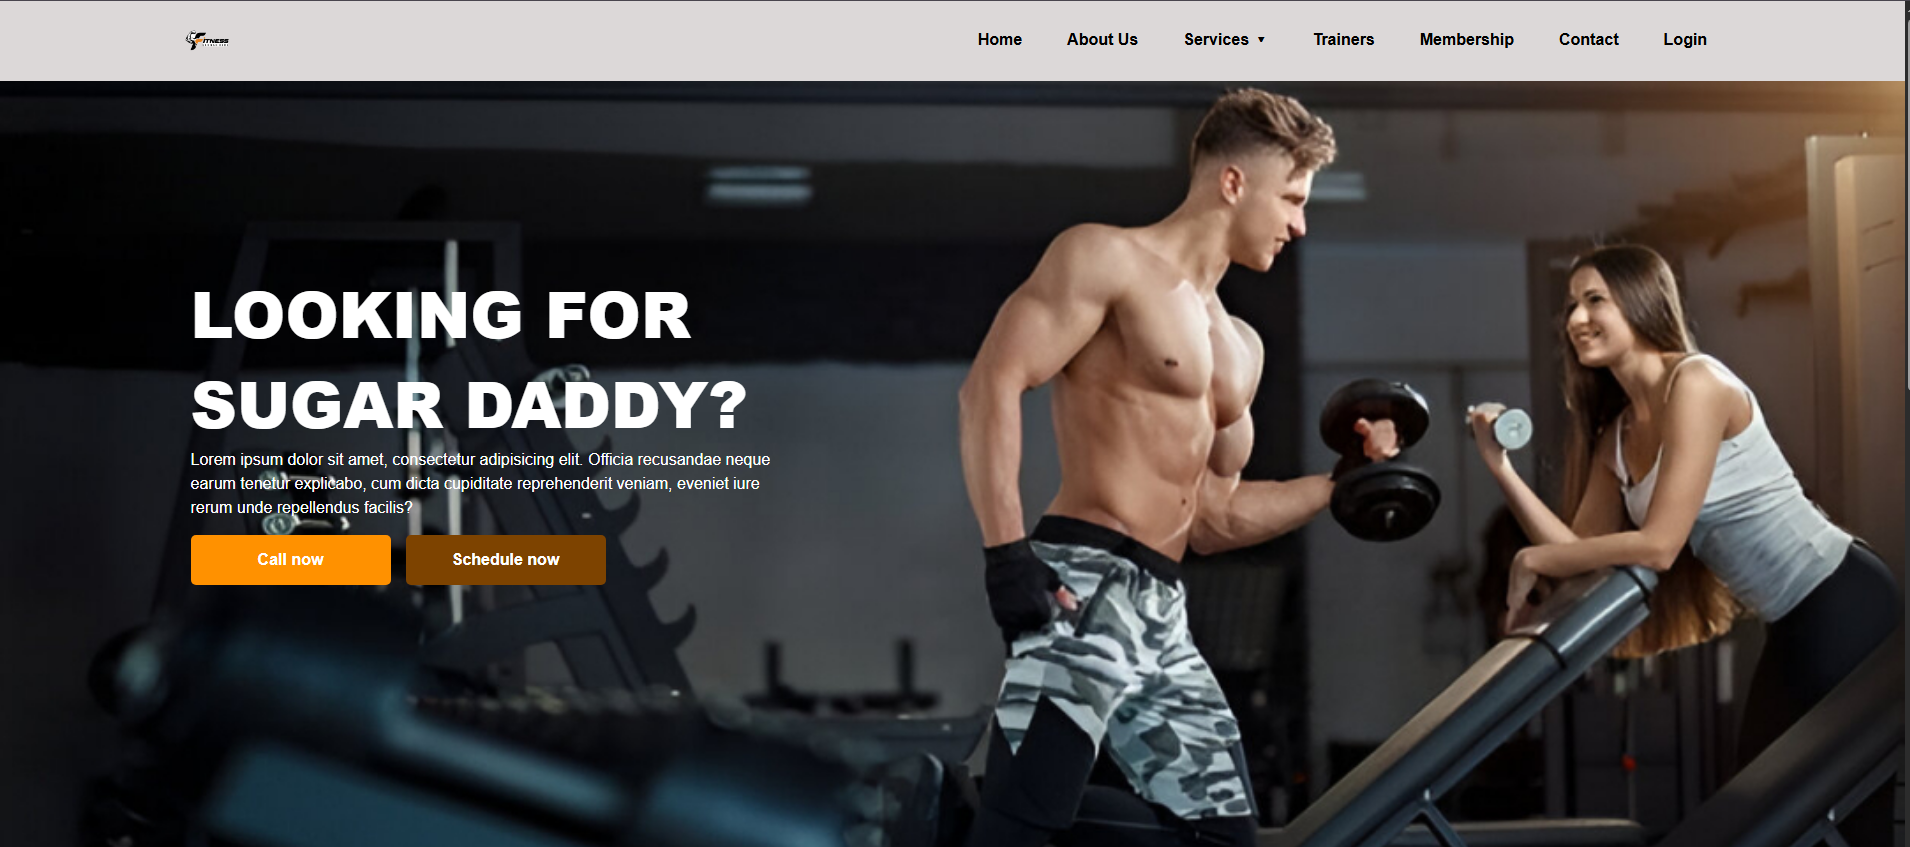 FITNESS
Home
About Us
Services
Trainers
Membership
Contact
Login
LOOKING FOR
SUGAR DADDY?
Lorem ipsum dolor sit amet, consectetur adipisicing elit. Officia recusandae neque
earum tenetur explicabo, cum dicta cupiditate reprehenderit veniam, eveniet iure
rerum unde repellendus facilis?
Call now
Schedule now